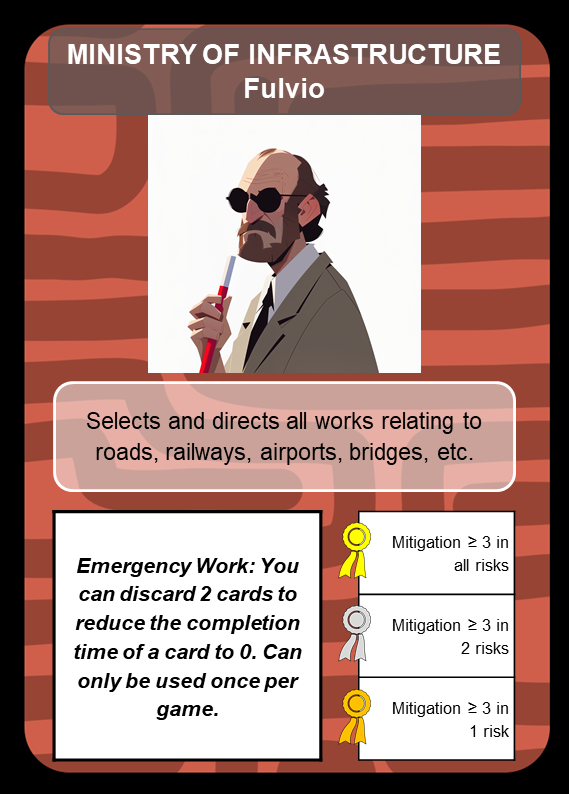 MINISTRY OF INFRASTRUCTURE
Fulvio
Selects and directs all works relating to
roads, railways, airports, bridges, etc.
Emergency Work: You
can discard 2 cards to
reduce the completion
time of a card to 0. Can
only be used once per
game.
Mitigation ≥ 3 in
all risks
Mitigation ≥ 3 in
2 risks
Mitigation ≥ 3 in
1 risk